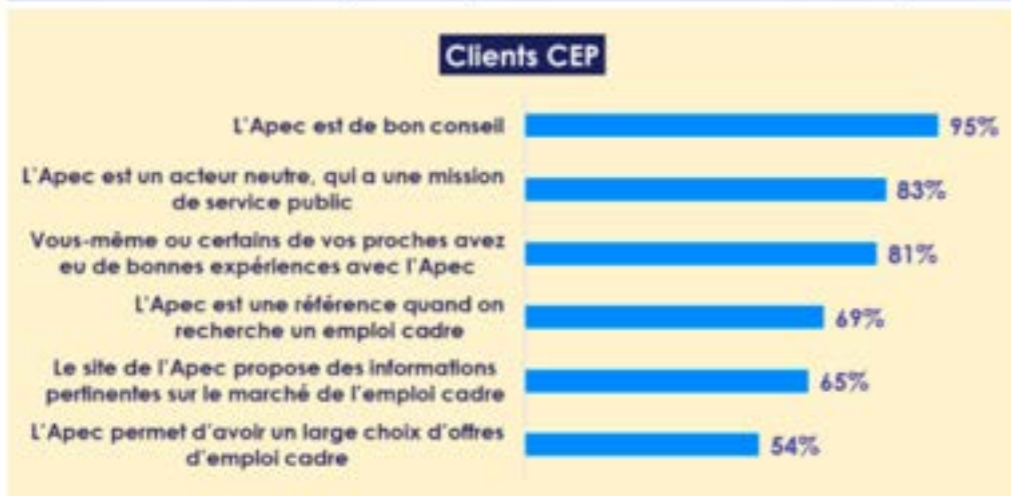 Clients CEP
L'Apec est de bon conseil
95%
L'Apec est un acteur neutre, qui a une mission
de service public
83%
Vous-même ou certains de vos proches avez
eu de bonnes expériences avec l'Apec
81%
L'Apec est une référence quand on
recherche un emploi cadre
69%
Le site de l'Apec propose des informations
pertinentes sur le marché de l'emploi cadre
65%
L'Apec permet d'avoir un large choix d'offres
d'emploi cadre
54%